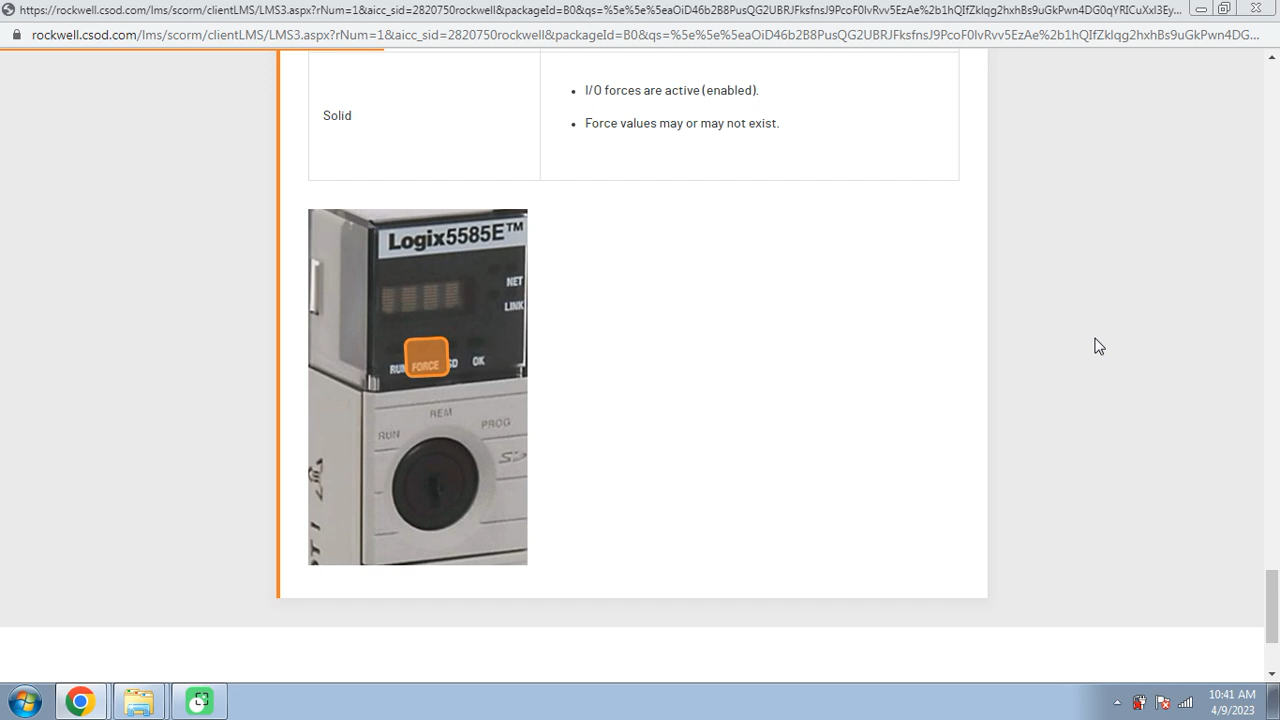 https://rockwell.csod.com/lms/scorm/clientLMS/LMS3.aspx?rNum=1&aicc_sid=2820750rockwell&packageId=B0&qs=%5e%5e%5eaOiD46b2B8PusQG2UBRJFksfnsJ9PcoF0lvRvv5EzAe%2b1hQIfZklqg2hxhBs9uGkPwn4DG0qYRICuXxI3Ey...
rockwell.csod.com/lms/scorm/clientLMS/LMS3.aspx?rNum=1&aicc_sid=2820750rockwell&packageId=B0&qs=%5e%5e%5eaOiD46b2B8PusQG2UBRJFksfnsJ9PcoF0lvRvv5EzAe%2b1hQIfZklqg2hxhBs9uGkPwn4DG...
• I/O forces are active (enabled).
Solid
• Force values may or may not exist.
Logix5585E™
NET
LINK
RUN FORCE SD OK
REM
RUN PROG
10:41 AM
4/9/2023